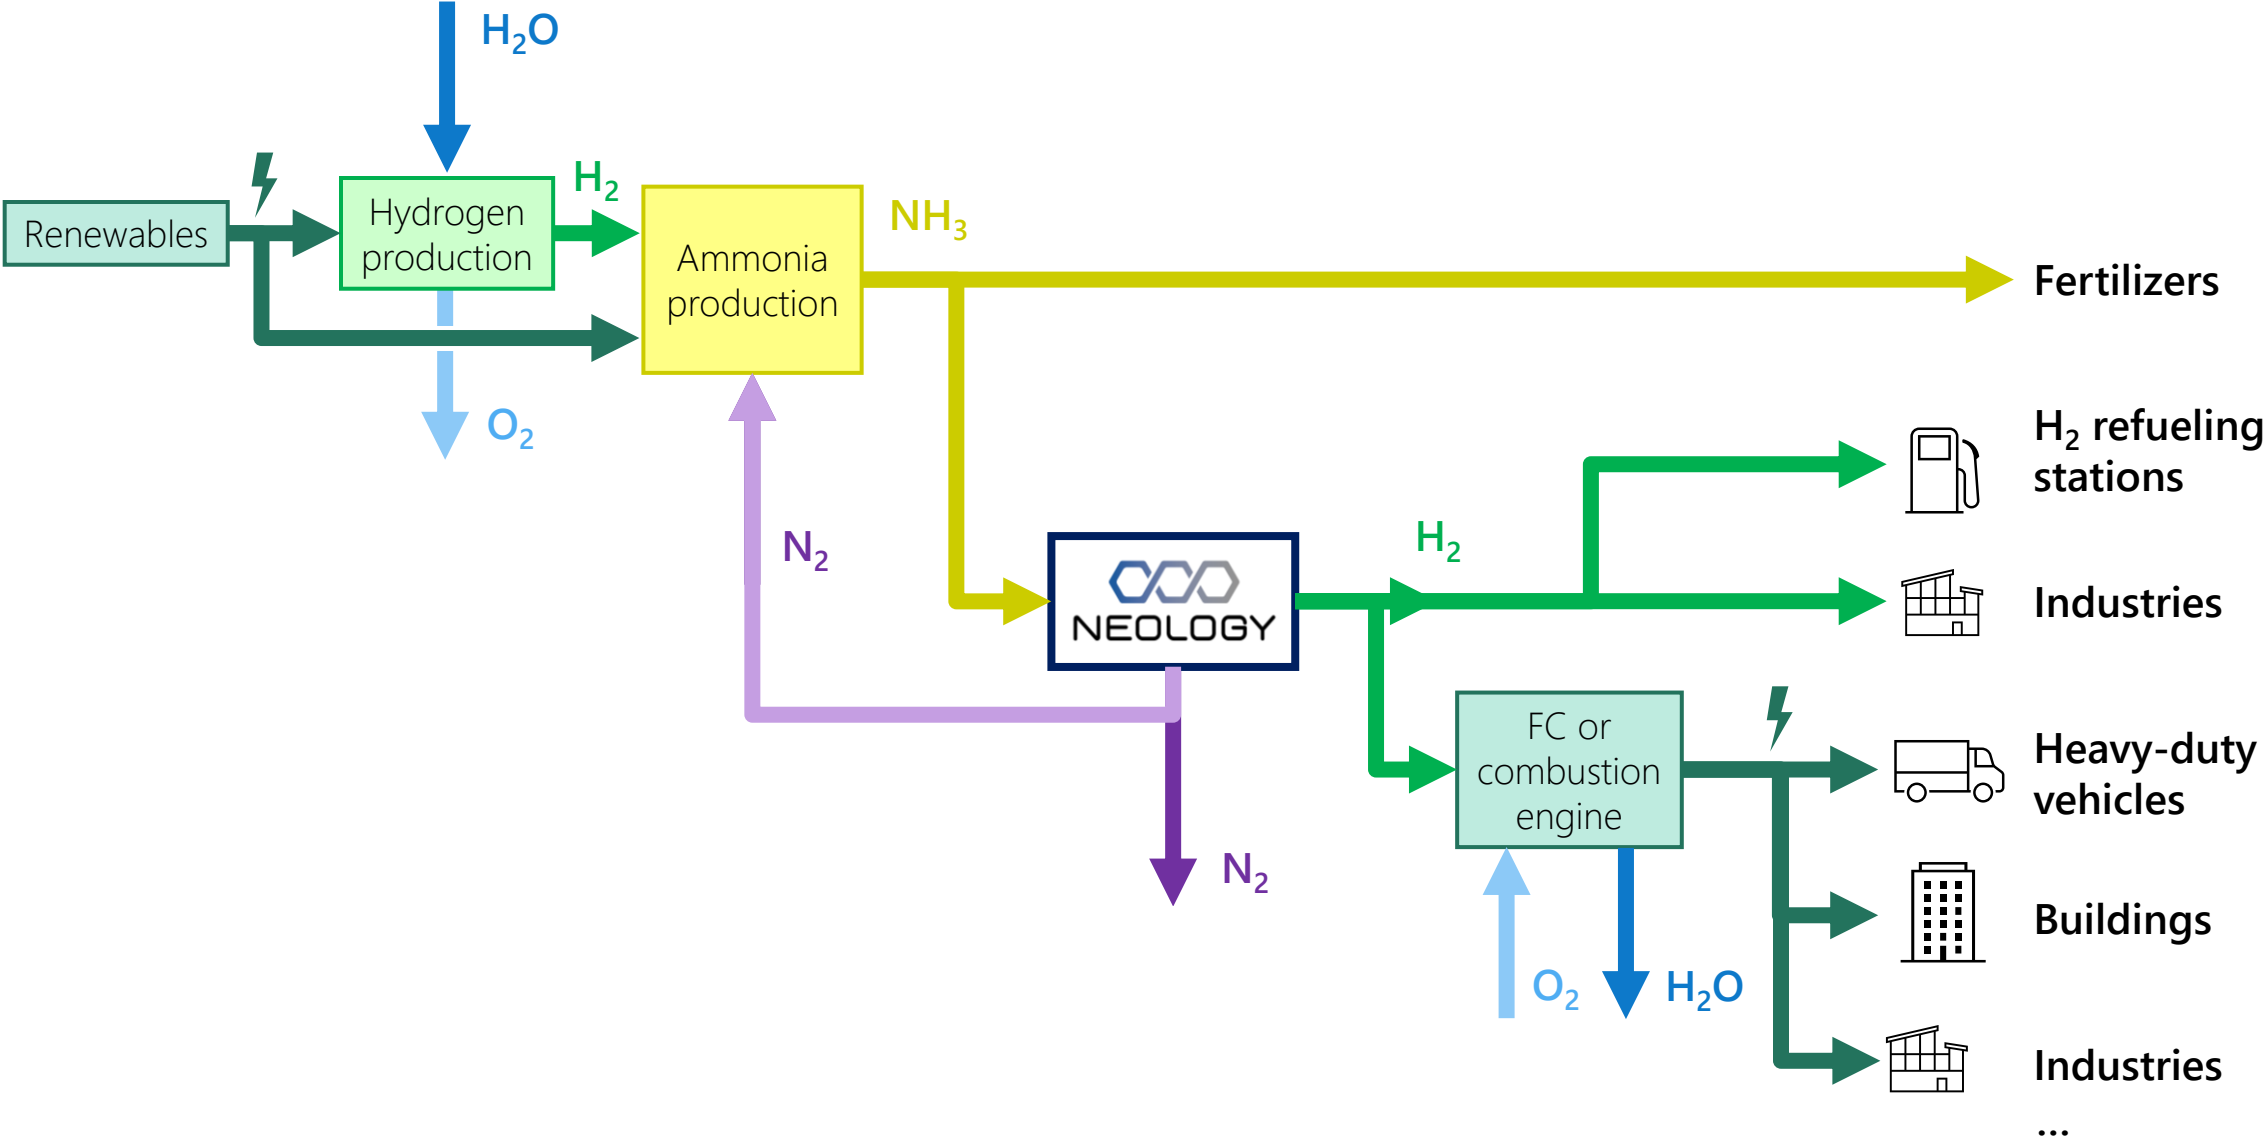 H₂O
Renewables
Hydrogen
production
H₂
Ammonia
production
NH₃
Fertilizers
O₂
H₂ refueling
stations
N₂
NEOLOGY
H₂
Industries
FC or
combustion
engine
Heavy-duty
vehicles
N₂
Buildings
O₂
H₂O
Industries
...